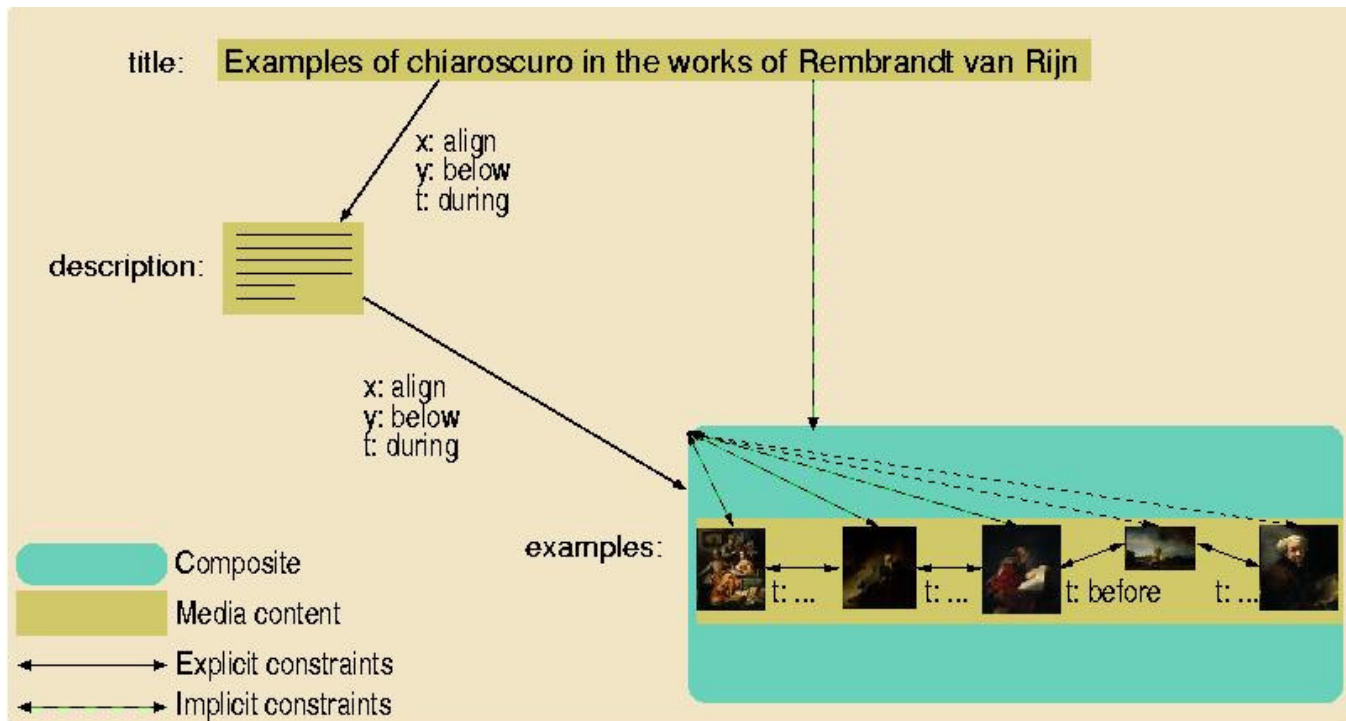 title: Examples of chiaroscuro in the works of Rembrandt van Rijn
x: align
y: below
t: during
description:
x: align
y: below
t: during
examples:
t: ... t: ... t: before t: ...
Composite
Media content
Explicit constraints
Implicit constraints